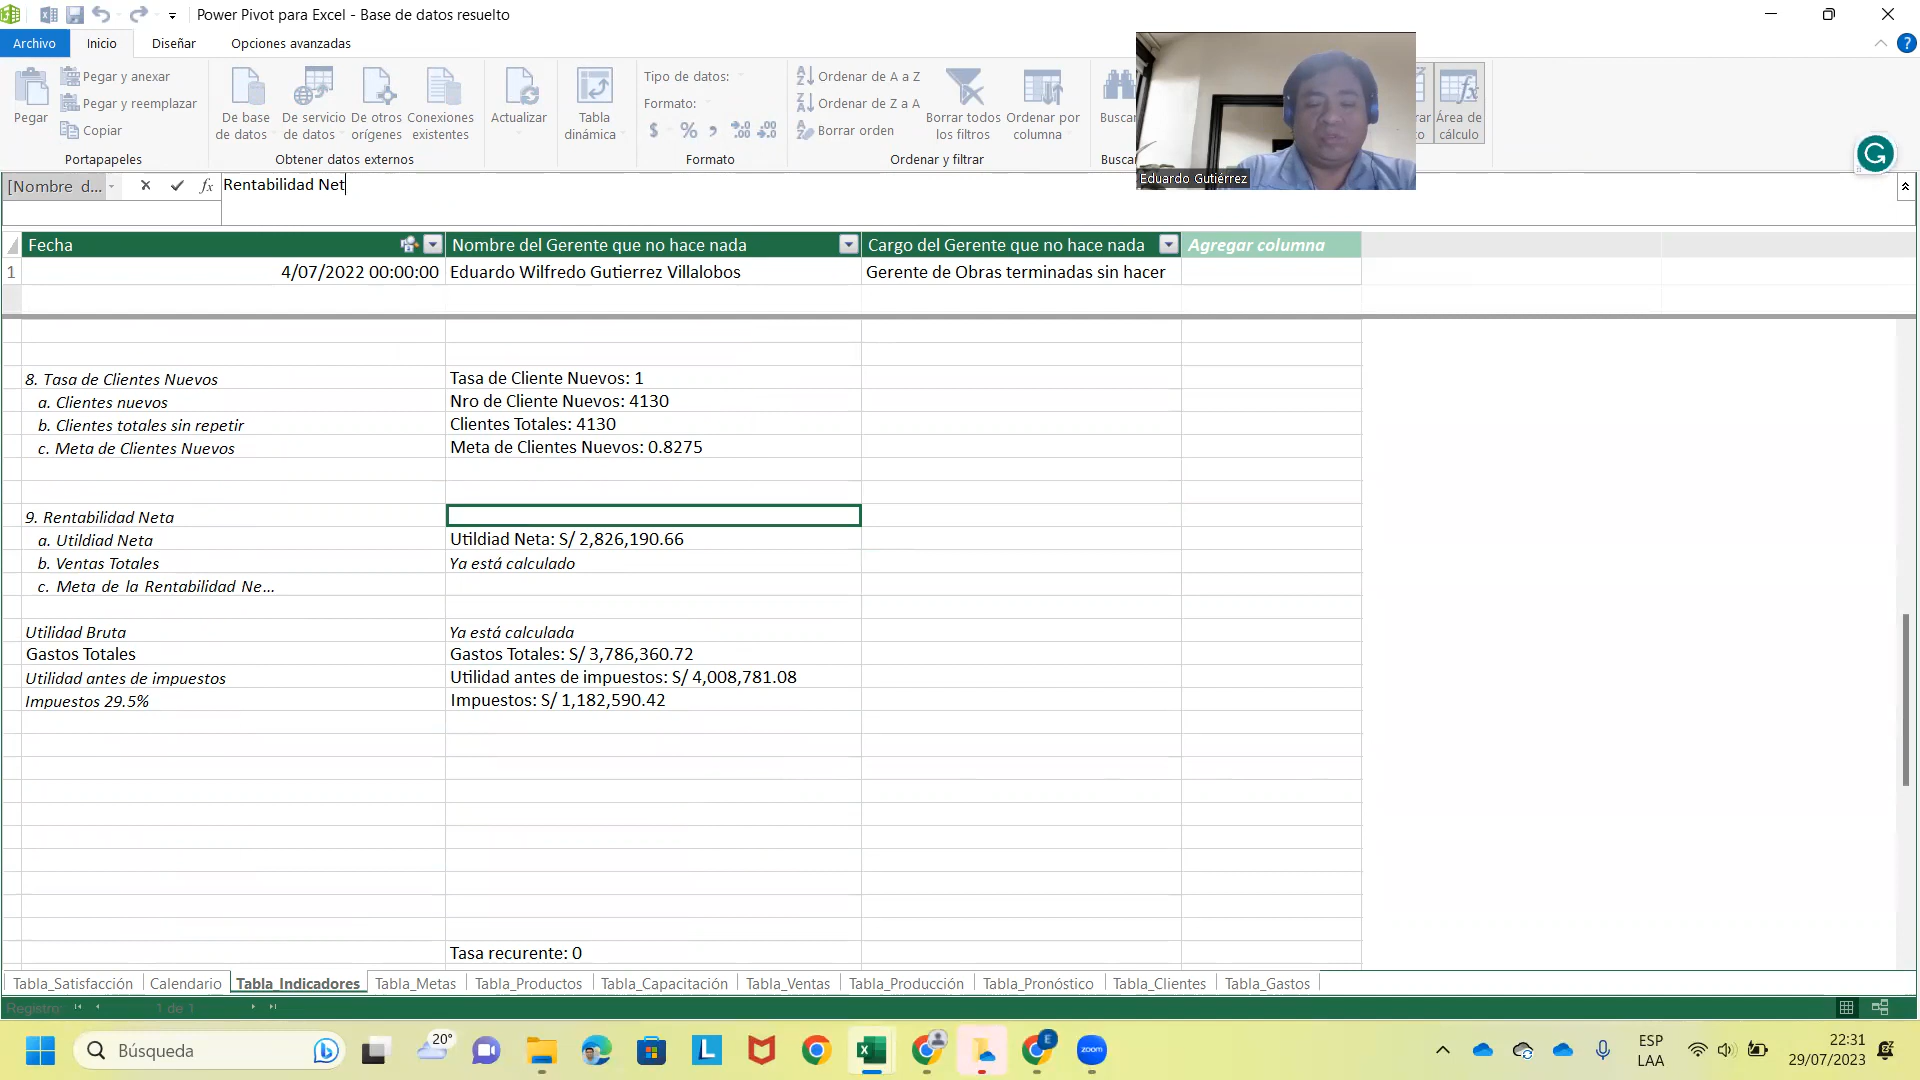 Power Pivot para Excel - Base de datos resuelto
Archivo
Inicio
Diseñar
Opciones avanzadas
Pegar
Pegar y anexar
Pegar y reemplazar
Copiar
Portapapeles
De base de datos
De servicio de datos
De otros orígenes
Conexiones existentes
Obtener datos externos
Actualizar
Tabla dinámica
Tipo de datos:
Formato:
$ % ,
Formato
Ordenar de A a Z
Ordenar de Z a A
Borrar orden
Borrar todos los filtros
Ordenar por columna
Ordenar y filtrar
Área de cálculo
Eduardo Gutiérrez
[Nombre d...
fx
Rentabilidad Net
Fecha
Nombre del Gerente que no hace nada
Cargo del Gerente que no hace nada
Agregar columna
1
4/07/2022 00:00:00
Eduardo Wilfredo Gutierrez Villalobos
Gerente de Obras terminadas sin hacer
8. Tasa de Clientes Nuevos
Tasa de Cliente Nuevos: 1
a. Clientes nuevos
Nro de Cliente Nuevos: 4130
b. Clientes totales sin repetir
Clientes Totales: 4130
c. Meta de Clientes Nuevos
Meta de Clientes Nuevos: 0.8275
9. Rentabilidad Neta
a. Utildiad Neta
Utildiad Neta: S/ 2,826,190.66
b. Ventas Totales
Ya está calculado
c. Meta de la Rentabilidad Ne...
Utilidad Bruta
Ya está calculada
Gastos Totales
Gastos Totales: S/ 3,786,360.72
Utilidad antes de impuestos
Utilidad antes de impuestos: S/ 4,008,781.08
Impuestos 29.5%
Impuestos: S/ 1,182,590.42
Tasa recurente: 0
Tabla_Satisfacción
Calendario
Tabla_Indicadores
Tabla_Metas
Tabla_Productos
Tabla_Capacitación
Tabla_Ventas
Tabla_Producción
Tabla_Pronóstico
Tabla_Clientes
Tabla_Gastos
Registro:
1 de 1
Búsqueda
20°
zoom
ESP
LAA
22:31
29/07/2023